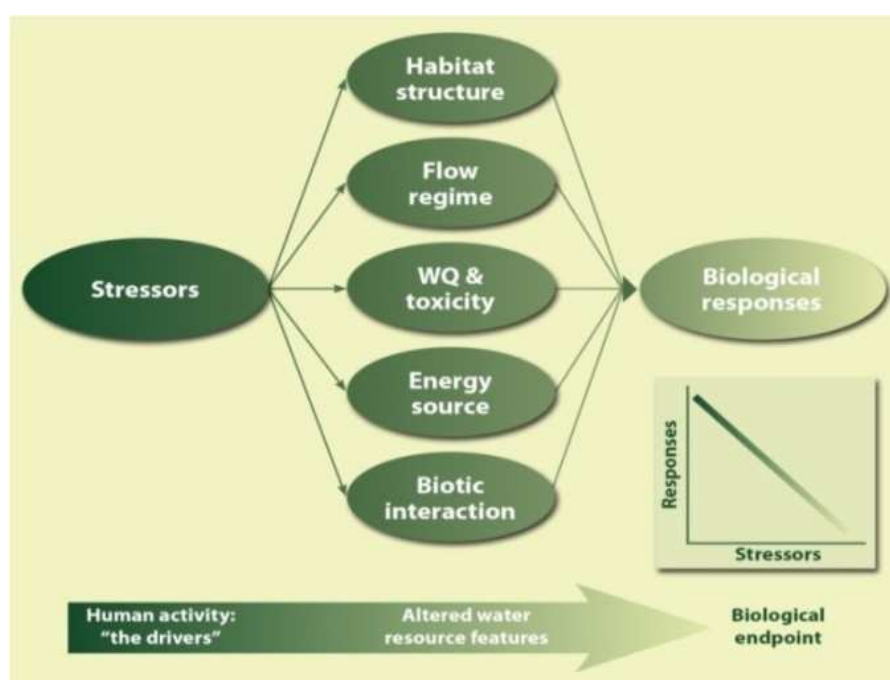 Habitat
structure
Flow
regime
Stressors
WQ &
toxicity
Biological
responses
Energy
source
Biotic
interaction
Responses
Stressors
Human activity:
"the drivers"
Altered water
resource features
Biological
endpoint